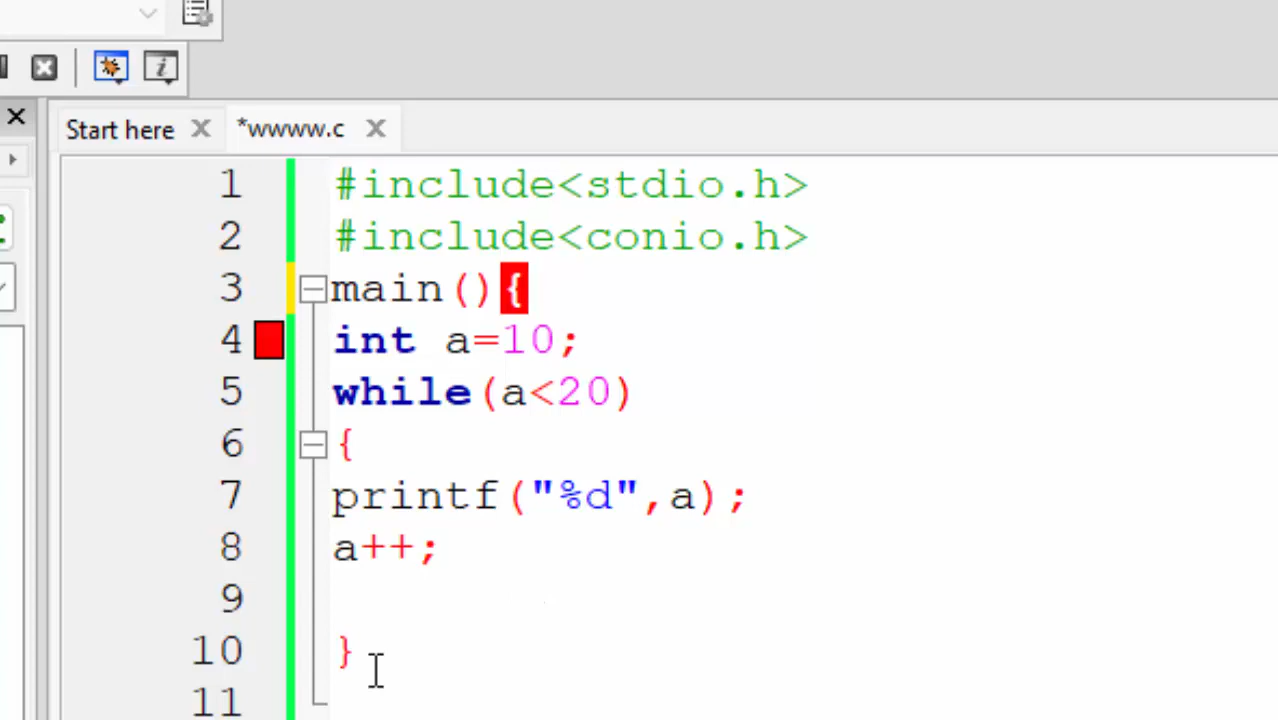 Start here
*wwww.c
1 #include<stdio.h>
2 #include<conio.h>
3 main(){
4 int a=10;
5 while(a<20)
6 {
7 printf("%d",a);
8 a++;
9
10 }
11